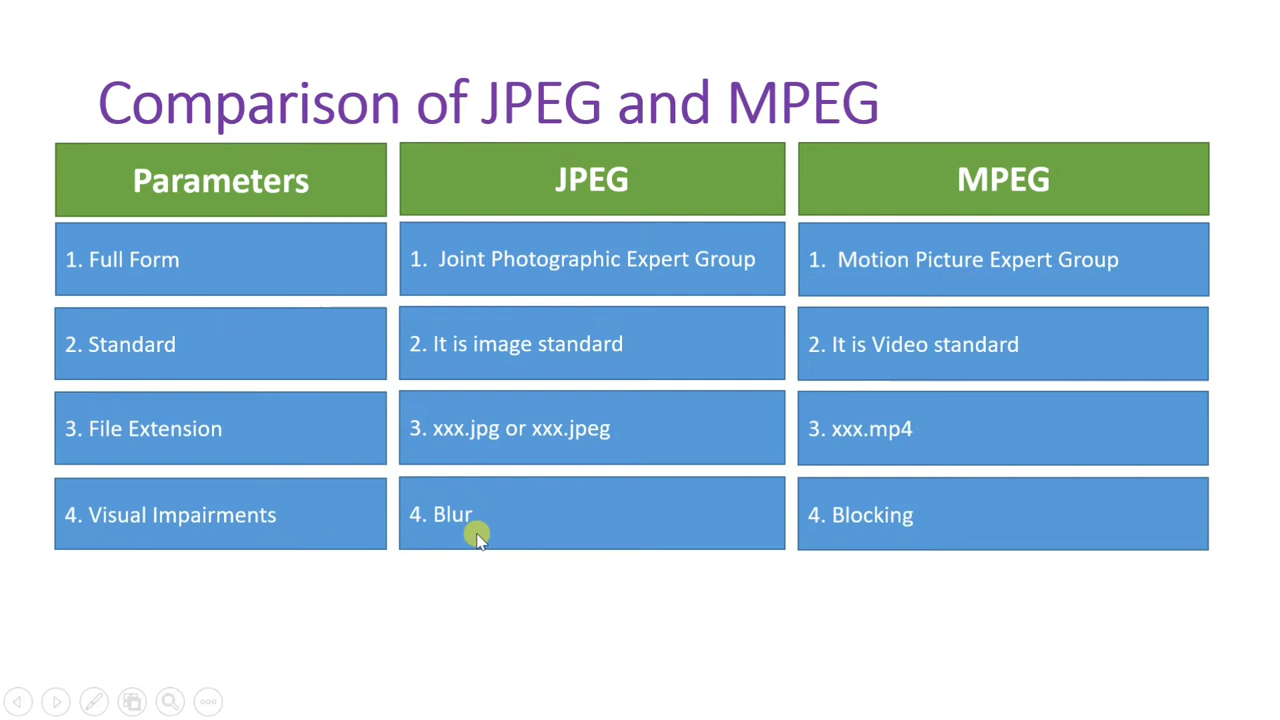 Comparison of JPEG and MPEG
Parameters
JPEG
MPEG
1. Full Form
1. Joint Photographic Expert Group
1. Motion Picture Expert Group
2. Standard
2. It is image standard
2. It is Video standard
3. File Extension
3. xxx.jpg or xxx.jpeg
3. xxx.mp4
4. Visual Impairments
4. Blur
4. Blocking